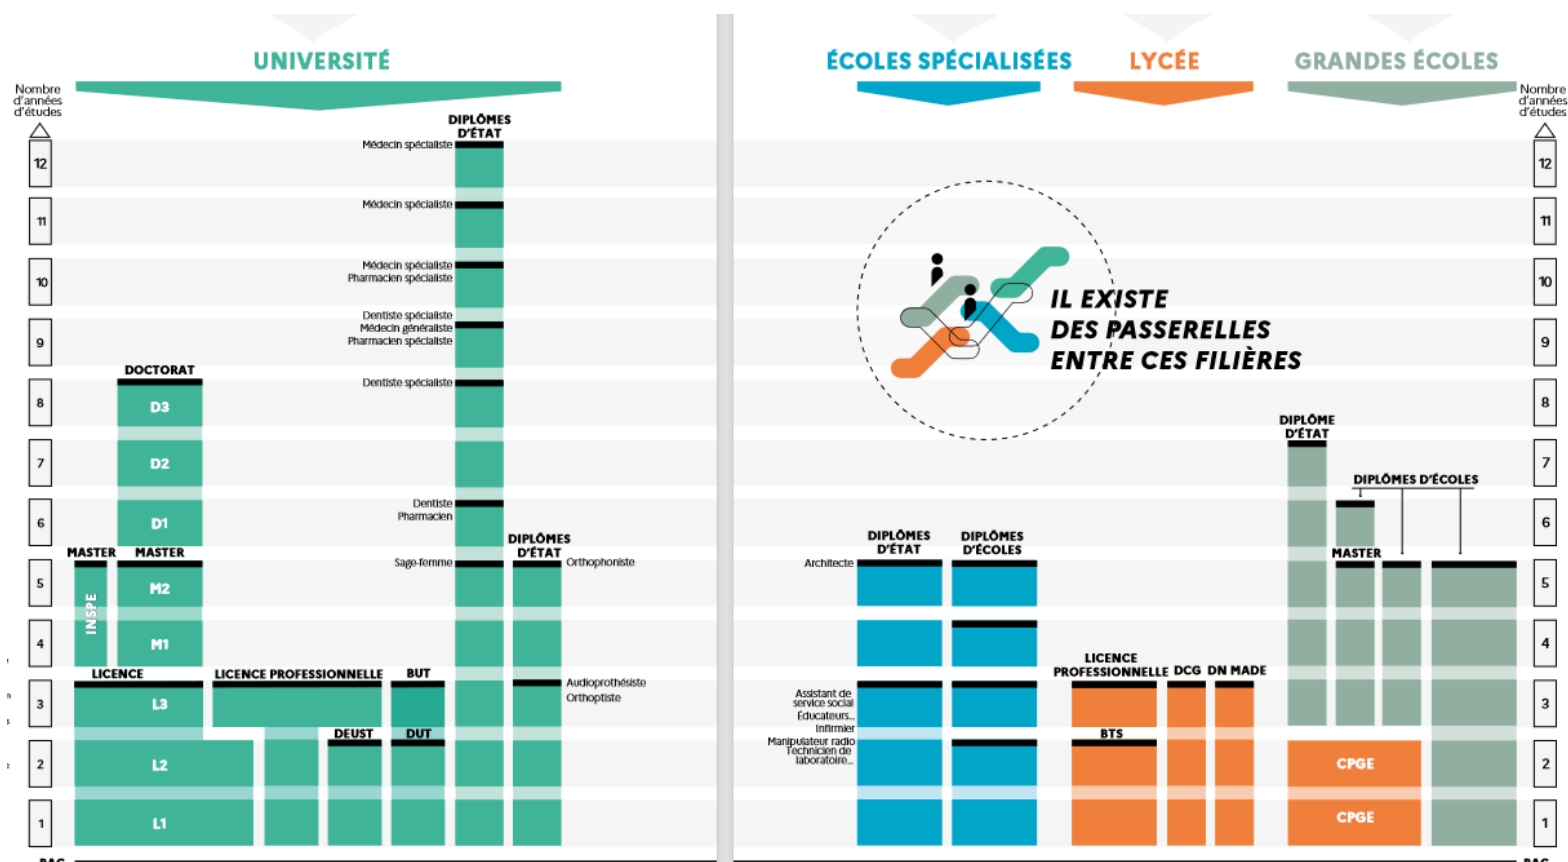 UNIVERSITÉ
Nombre
d'années
d'études
12
11
10
9
8
7
6
5
4
3
2
1
DIPLÔMES
D'ÉTAT
Médecin spécialiste
Médecin spécialiste
Médecin spécialiste
Pharmacien spécialiste
Dentiste spécialiste
Médecin généraliste
Pharmacien spécialiste
DOCTORAT
Dentiste spécialiste
D3
D2
Dentiste
Pharmacien
D1
DIPLÔMES
D'ÉTAT
MASTER
MASTER
Sage-femme
Orthophoniste
INSPE
M2
M1
LICENCE
LICENCE PROFESSIONNELLE
BUT
Audioprothésiste
Orthoptiste
L3
DEUST
DUT
L2
L1
BAC
ÉCOLES SPÉCIALISÉES
LYCÉE
GRANDES ÉCOLES
Nombre
d'années
d'études
12
11
10
9
8
7
6
5
4
3
2
1
IL EXISTE
DES PASSERELLES
ENTRE CES FILIÈRES
DIPLÔME
D'ÉTAT
DIPLÔMES D'ÉCOLES
DIPLÔMES
D'ÉTAT
DIPLÔMES
D'ÉCOLES
MASTER
Architecte
LICENCE
PROFESSIONNELLE
DCG
DN MADE
Assistant de
service social
Éducateurs...
Infirmier
BTS
Manipulateur radio
Technicien de
laboratoire...
CPGE
CPGE
BAC